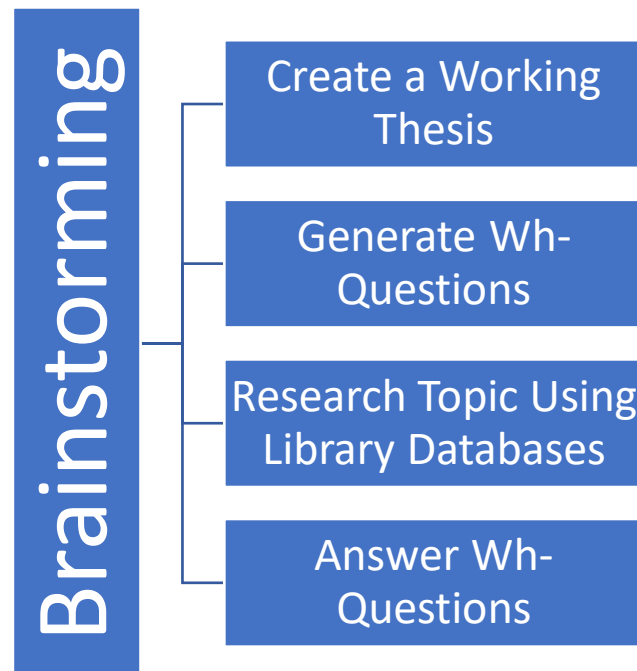 Brainstorming
Create a Working
Thesis
Generate Wh-
Questions
Research Topic Using
Library Databases
Answer Wh-
Questions